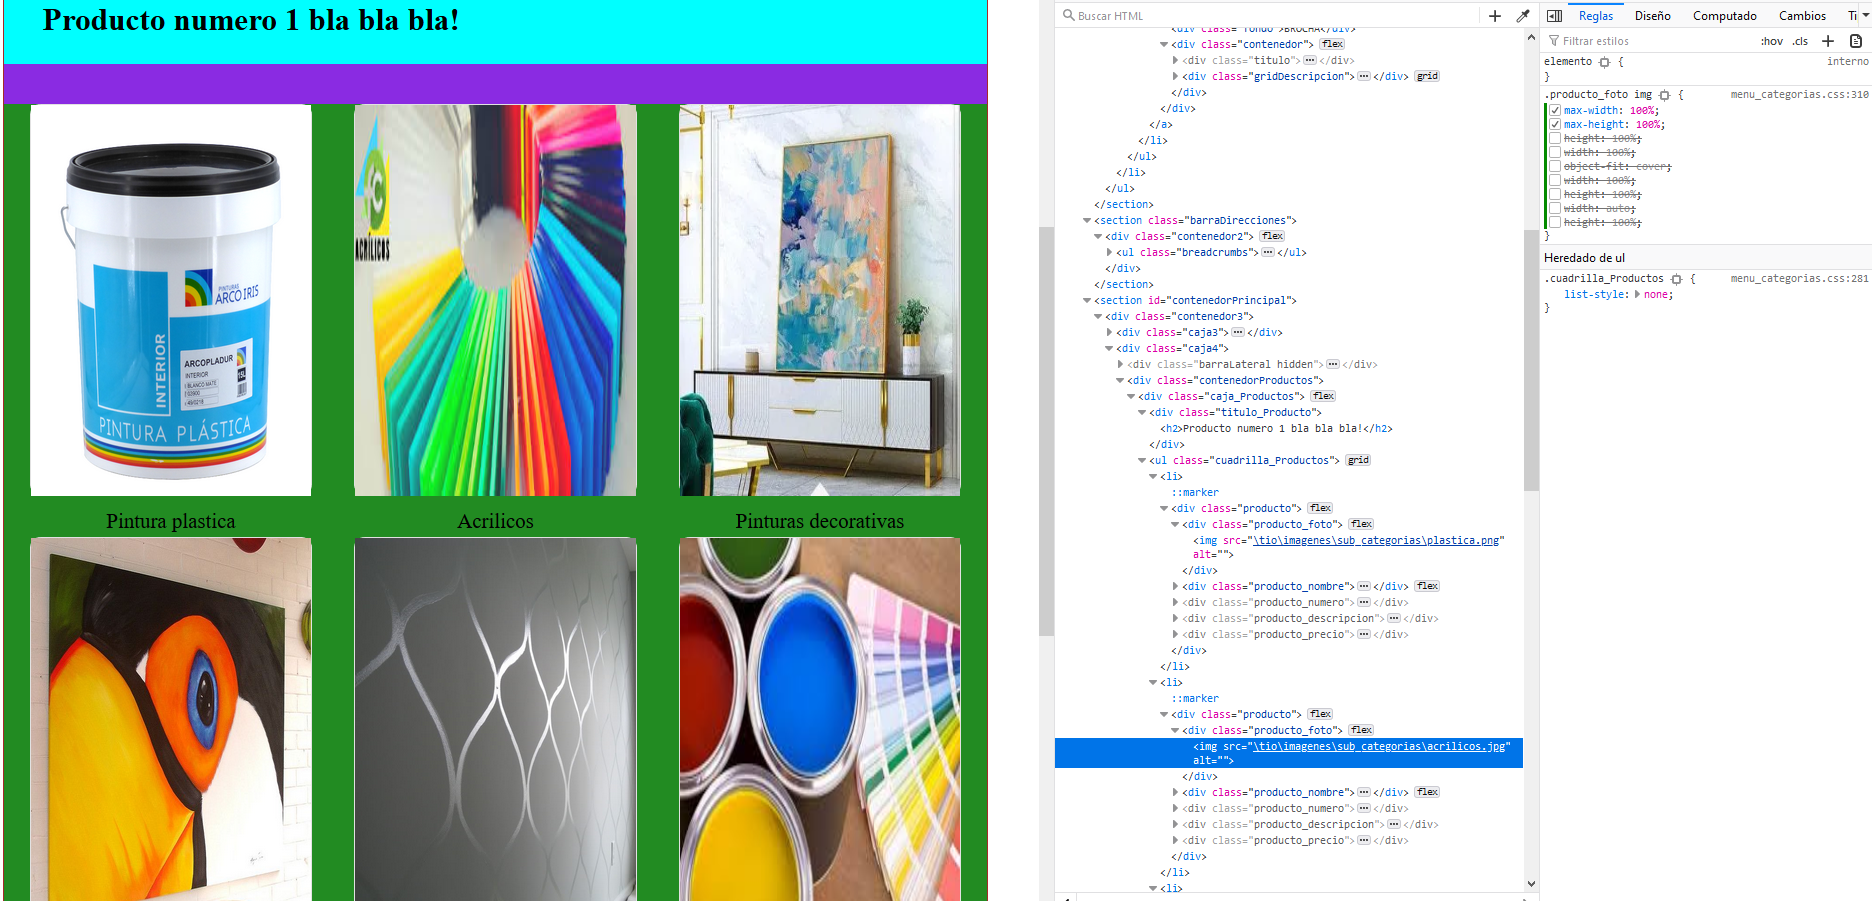 Producto numero 1 bla bla bla!
ACRÍLICOS
PINTURAS
ARCO IRIS
INTERIOR
ARCOPLADUR
INTERIOR
BLANCO MATE
15L
PINTURA PLÁSTICA
Pintura plastica
Acrilicos
Pinturas decorativas
Buscar HTML
<div class="fondo">BROCHA</div>
<div class="contenedor"> flex
<div class="titulo"> ⋯ </div>
<div class="gridDescripcion"> ⋯ </div> grid
</div>
</div>
</a>
</li>
</ul>
</li>
</ul>
</section>
<section class="barraDirecciones">
<div class="contenedor2"> flex
<ul class="breadcrumbs"> ⋯ </ul>
</div>
</section>
<section id="contenedorPrincipal">
<div class="contenedor3">
<div class="caja3"> ⋯ </div>
<div class="caja4">
<div class="barraLateral hidden"> ⋯ </div>
<div class="contenedorProductos">
<div class="caja_Productos"> flex
<div class="titulo_Producto">
<h2>Producto numero 1 bla bla bla!</h2>
</div>
<ul class="cuadrilla_Productos"> grid
<li>
::marker
<div class="producto"> flex
<div class="producto_foto"> flex
<img src="\tio\imagenes\sub_categorias\plastica.png"
alt="">
</div>
<div class="producto_nombre"> ⋯ </div> flex
<div class="producto_numero"> ⋯ </div>
<div class="producto_descripcion"> ⋯ </div>
<div class="producto_precio"> ⋯ </div>
</div>
</li>
<li>
::marker
<div class="producto"> flex
<div class="producto_foto"> flex
<img src="\tio\imagenes\sub_categorias\acrilicos.jpg"
alt="">
</div>
<div class="producto_nombre"> ⋯ </div> flex
<div class="producto_numero"> ⋯ </div>
<div class="producto_descripcion"> ⋯ </div>
<div class="producto_precio"> ⋯ </div>
</div>
</li>
<li>
Reglas Diseño Computado Cambios Ti
Filtrar estilos :hov .cls
elemento { interno
}
.producto_foto img { menu_categorias.css:310
max-width: 100%;
max-height: 100%;
height: 100%;
width: 100%;
object-fit: cover;
width: 100%;
height: 100%;
width: auto;
height: 100%;
}
Heredado de ul
.cuadrilla_Productos { menu_categorias.css:281
list-style: none;
}